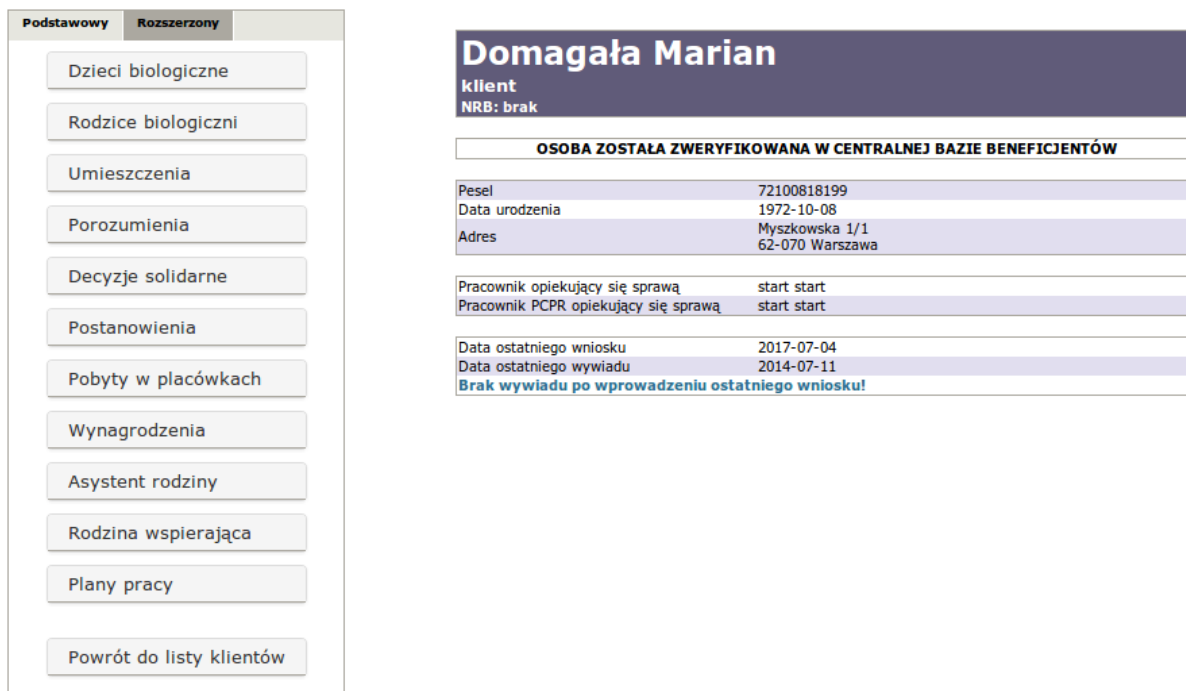 Podstawowy Rozszerzony
Dzieci biologiczne
Rodzice biologiczni
Umieszczenia
Porozumienia
Decyzje solidarne
Postanowienia
Pobyty w placówkach
Wynagrodzenia
Asystent rodziny
Rodzina wspierająca
Plany pracy
Powrót do listy klientów
Domagała Marian
klient
NRB: brak
OSOBA ZOSTAŁA ZWERYFIKOWANA W CENTRALNEJ BAZIE BENEFICJENTÓW
Pesel 72100818199
Data urodzenia 1972-10-08
Adres Myszkowska 1/1
62-070 Warszawa
Pracownik opiekujący się sprawą start start
Pracownik PCPR opiekujący się sprawą start start
Data ostatniego wniosku 2017-07-04
Data ostatniego wywiadu 2014-07-11
Brak wywiadu po wprowadzeniu ostatniego wniosku!